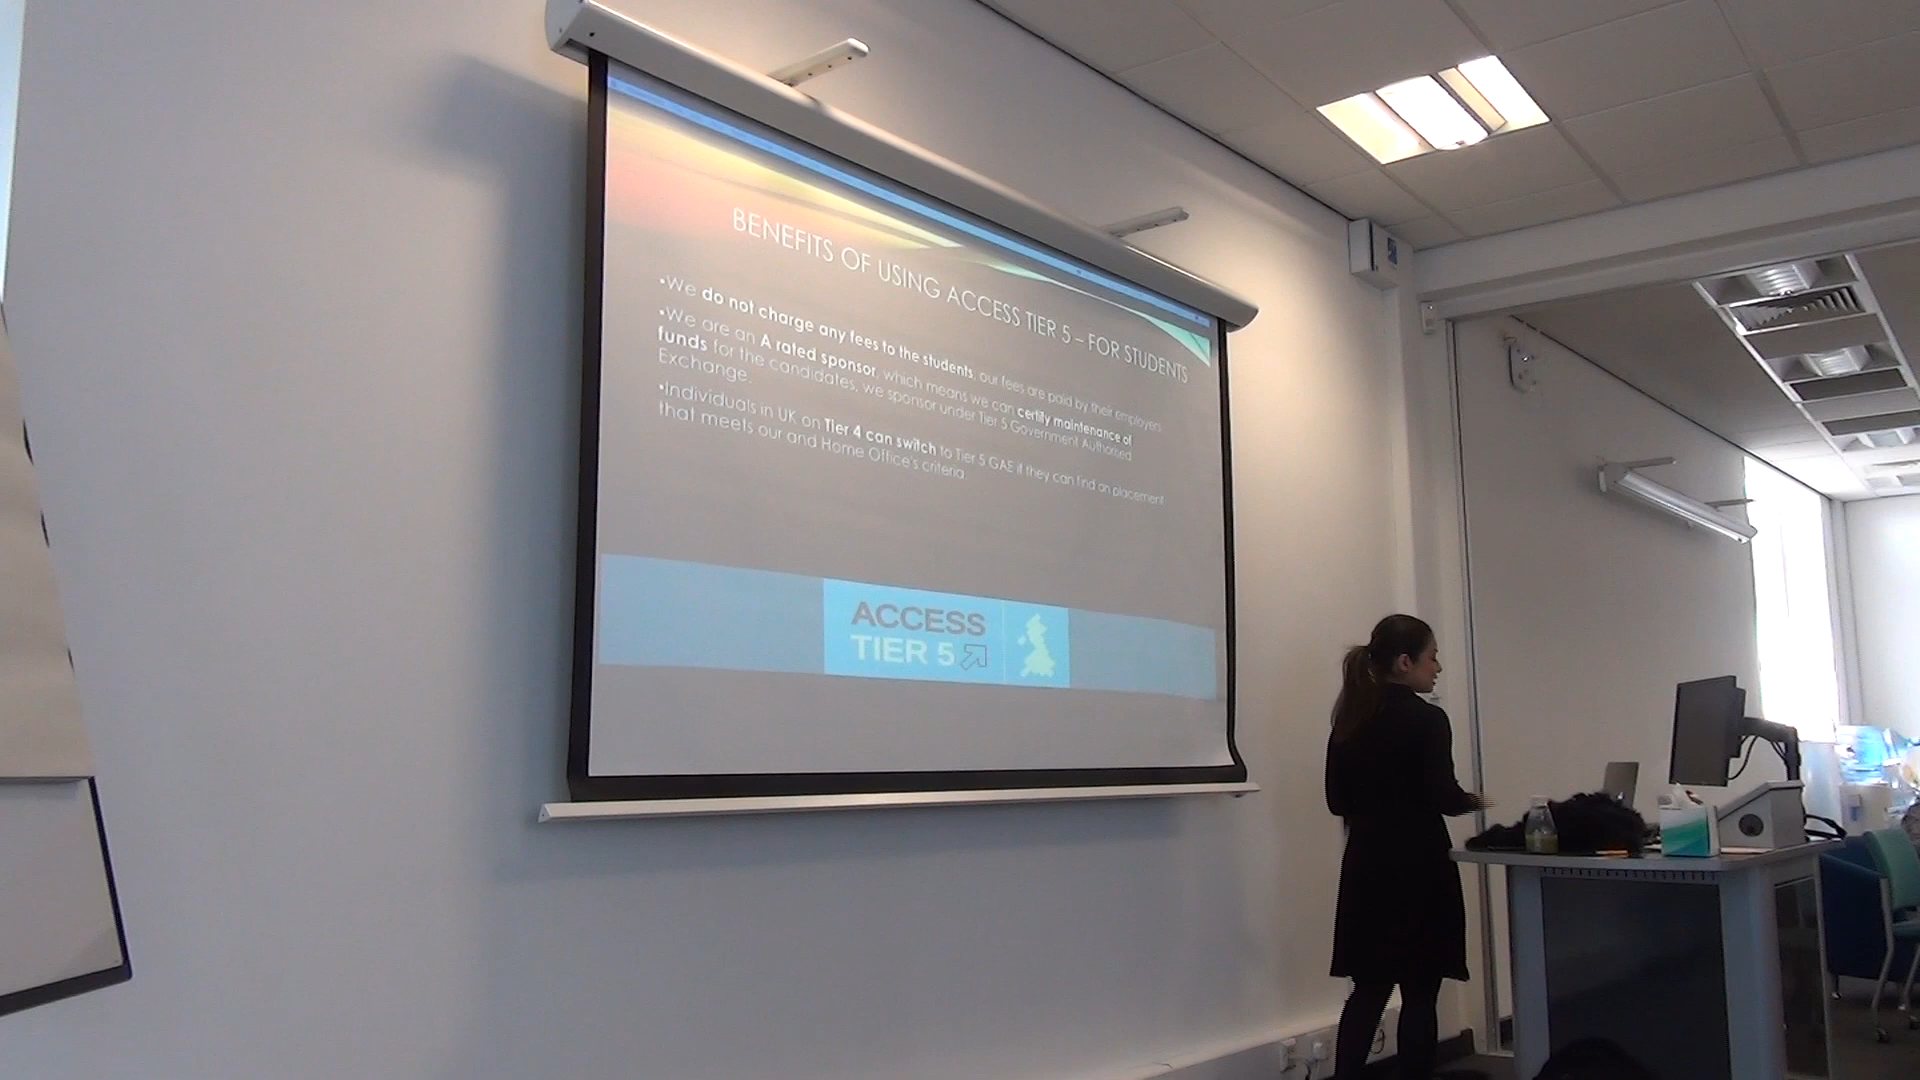 BENEFITS OF USING ACCESS TIER 5 – FOR STUDENTS
•We do not charge any fees to the students, our fees are paid by their employers
•We are an A rated sponsor, which means we can certify maintenance of
funds for the candidates, we sponsor under Tier 5 Government Authorised
Exchange.
•Individuals in UK on Tier 4 can switch to Tier 5 GAE if they can find an placement
that meets our and Home Office's criteria
ACCESS
TIER 5